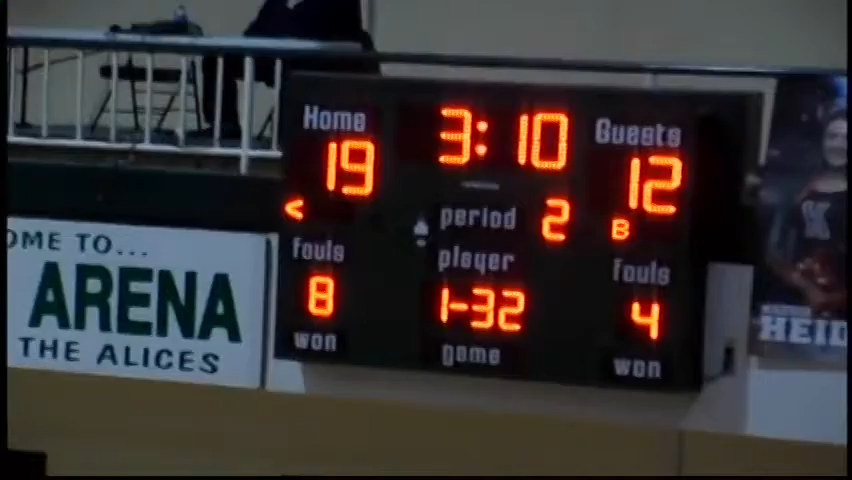 Home 3:10 Guests
19 12
< period 2 B
fouls player fouls
8 1-32 4
won game won
OME TO...
ARENA
THE ALICES
HEID